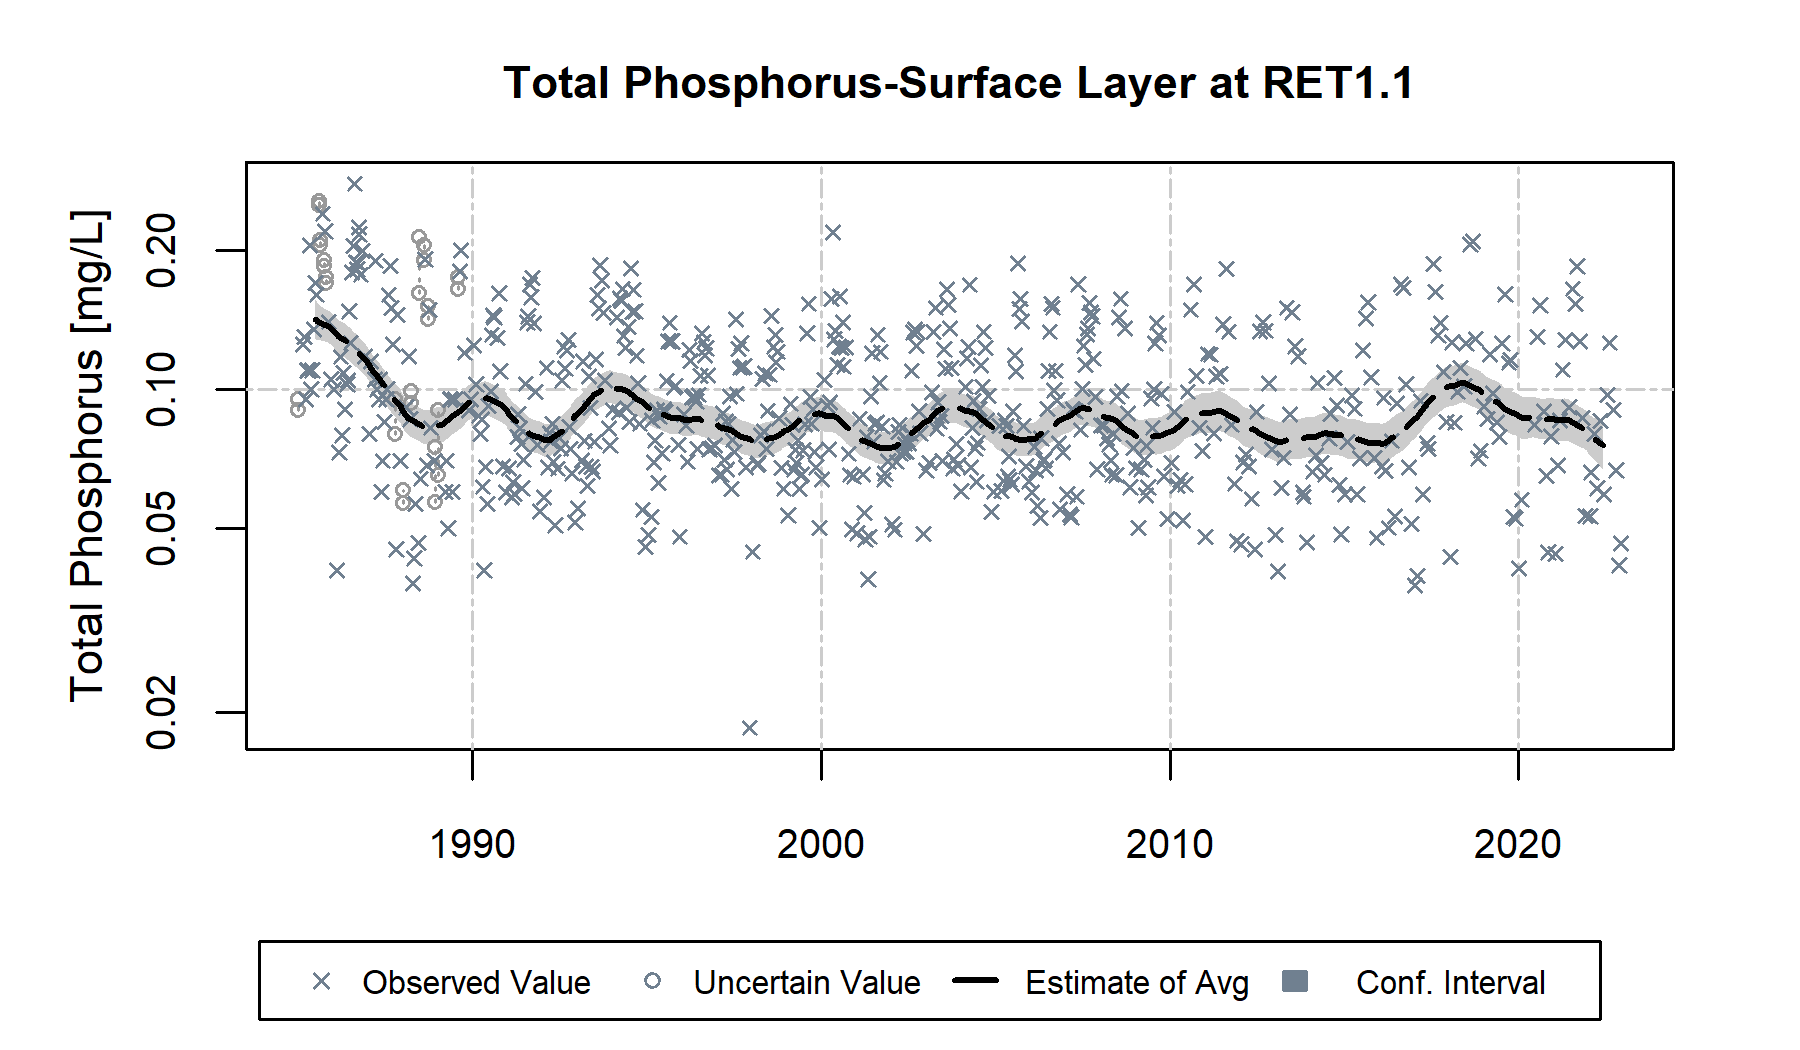 Total Phosphorus-Surface Layer at RET1.1
Total Phosphorus [mg/L]
0.20
0.10
0.05
0.02
1990 2000 2010 2020
Observed Value Uncertain Value Estimate of Avg Conf. Interval